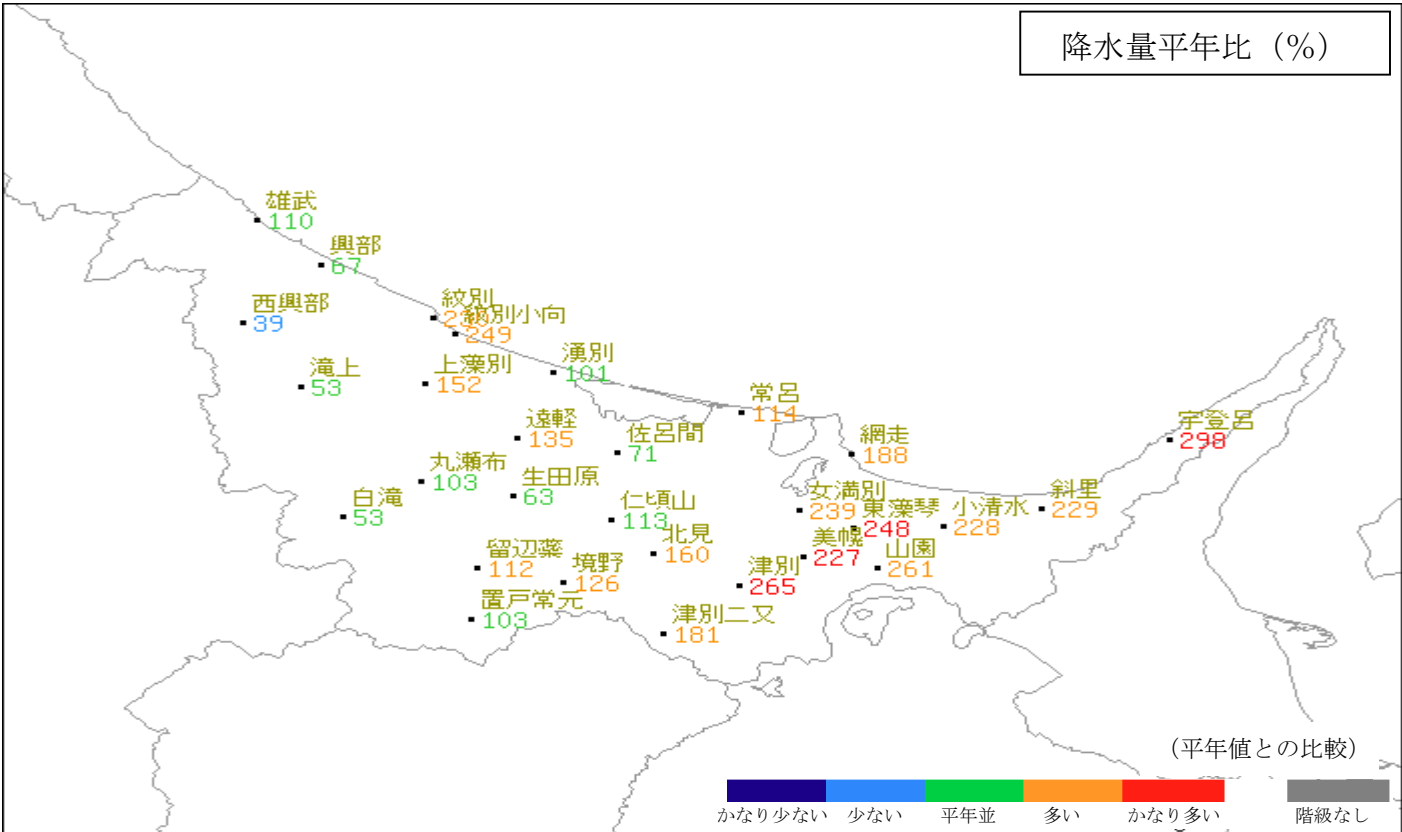 降水量平年比（%）
雄武
110
興部
67
西興部
39
紋別
紋別小向
249
滝上
53
上藻別
152
湧別
101
常呂
114
遠軽
135
佐呂間
71
網走
188
宇登呂
298
丸瀬布
103
生田原
63
白滝
53
仁頃山
113
女満別
239
東藻琴
248
小清水
228
斜里
229
北見
160
美幌
227
山園
261
留辺蘂
112
境野
126
津別
265
置戸常元
103
津別二又
181
（平年値との比較）
かなり少ない 少ない 平年並 多い かなり多い 階級なし